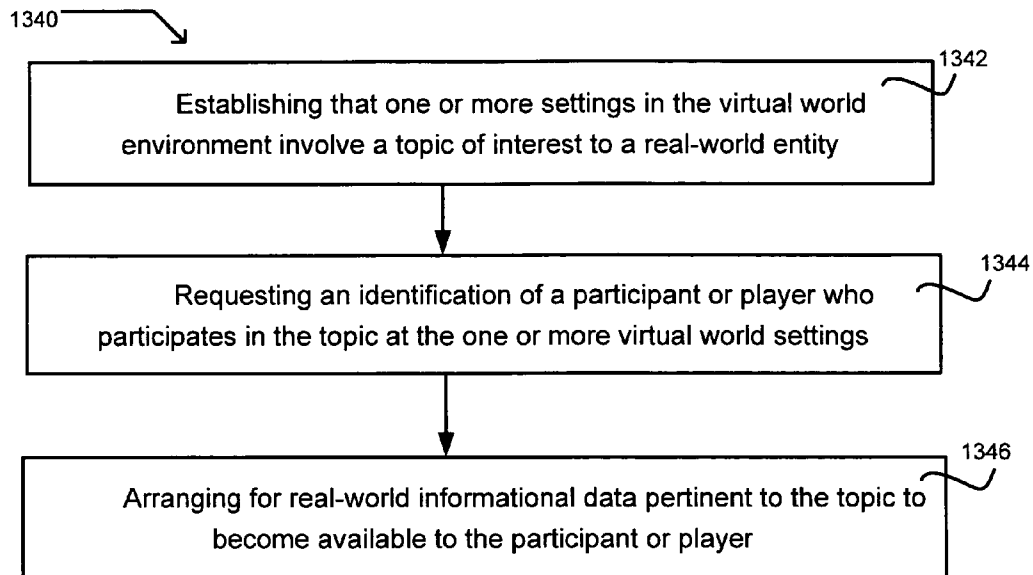 1340
1342
Establishing that one or more settings in the virtual world
environment involve a topic of interest to a real-world entity
1344
Requesting an identification of a participant or player who
participates in the topic at the one or more virtual world settings
1346
Arranging for real-world informational data pertinent to the topic to
become available to the participant or player